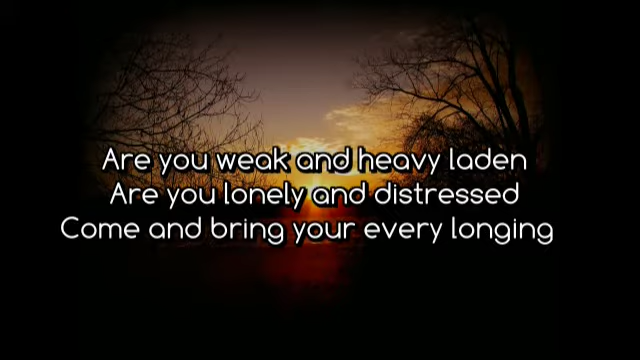 Are you weak and heavy laden
Are you lonely and distressed
Come and bring your every longing